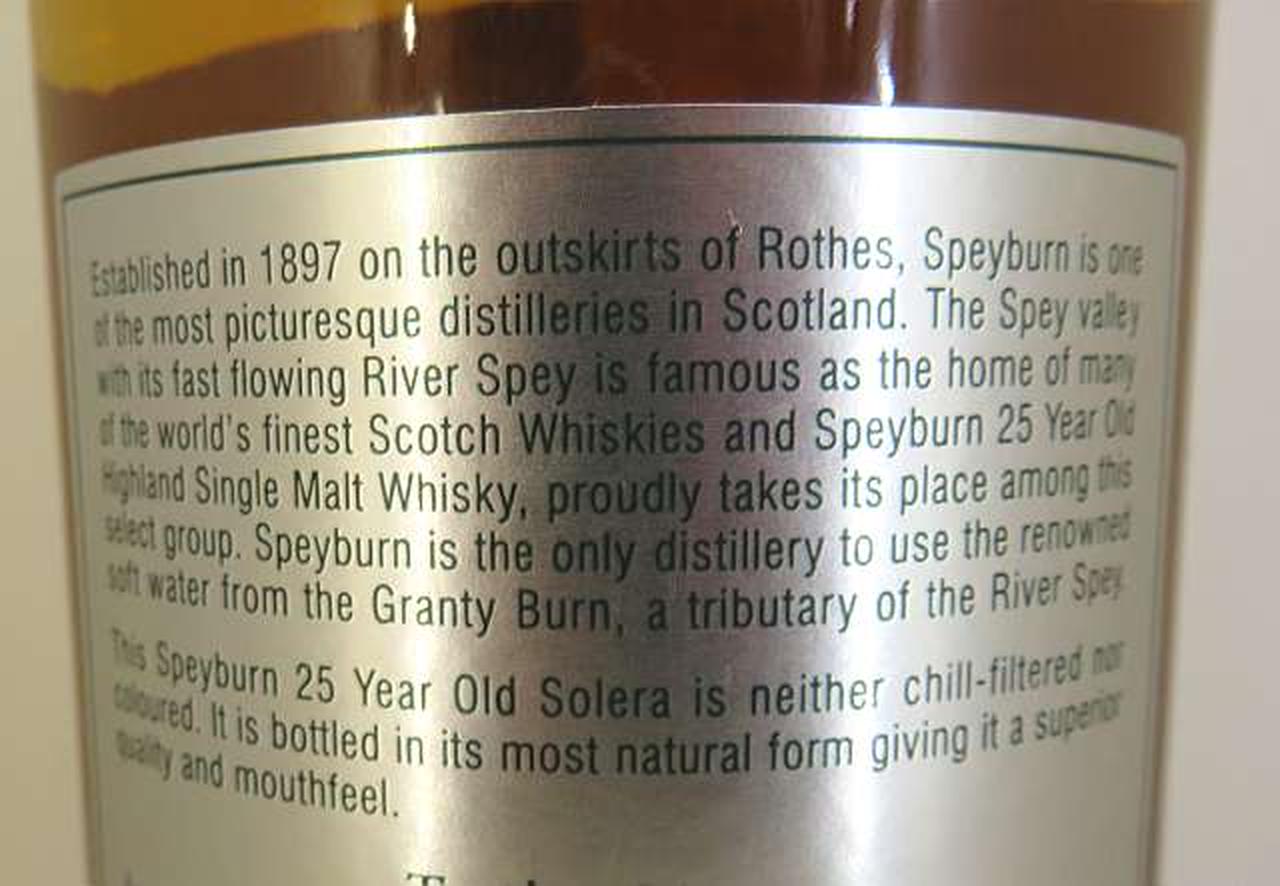 Established in 1897 on the outskirts of Rothes, Speyburn is one
of the most picturesque distilleries in Scotland. The Spey valley
with its fast flowing River Spey is famous as the home of many
of the world's finest Scotch Whiskies and Speyburn 25 Year Old
Highland Single Malt Whisky, proudly takes its place among this
select group. Speyburn is the only distillery to use the renowned
soft water from the Granty Burn, a tributary of the River Spey.
This Speyburn 25 Year Old Solera is neither chill-filtered nor
coloured. It is bottled in its most natural form giving it a superior
quality and mouthfeel.